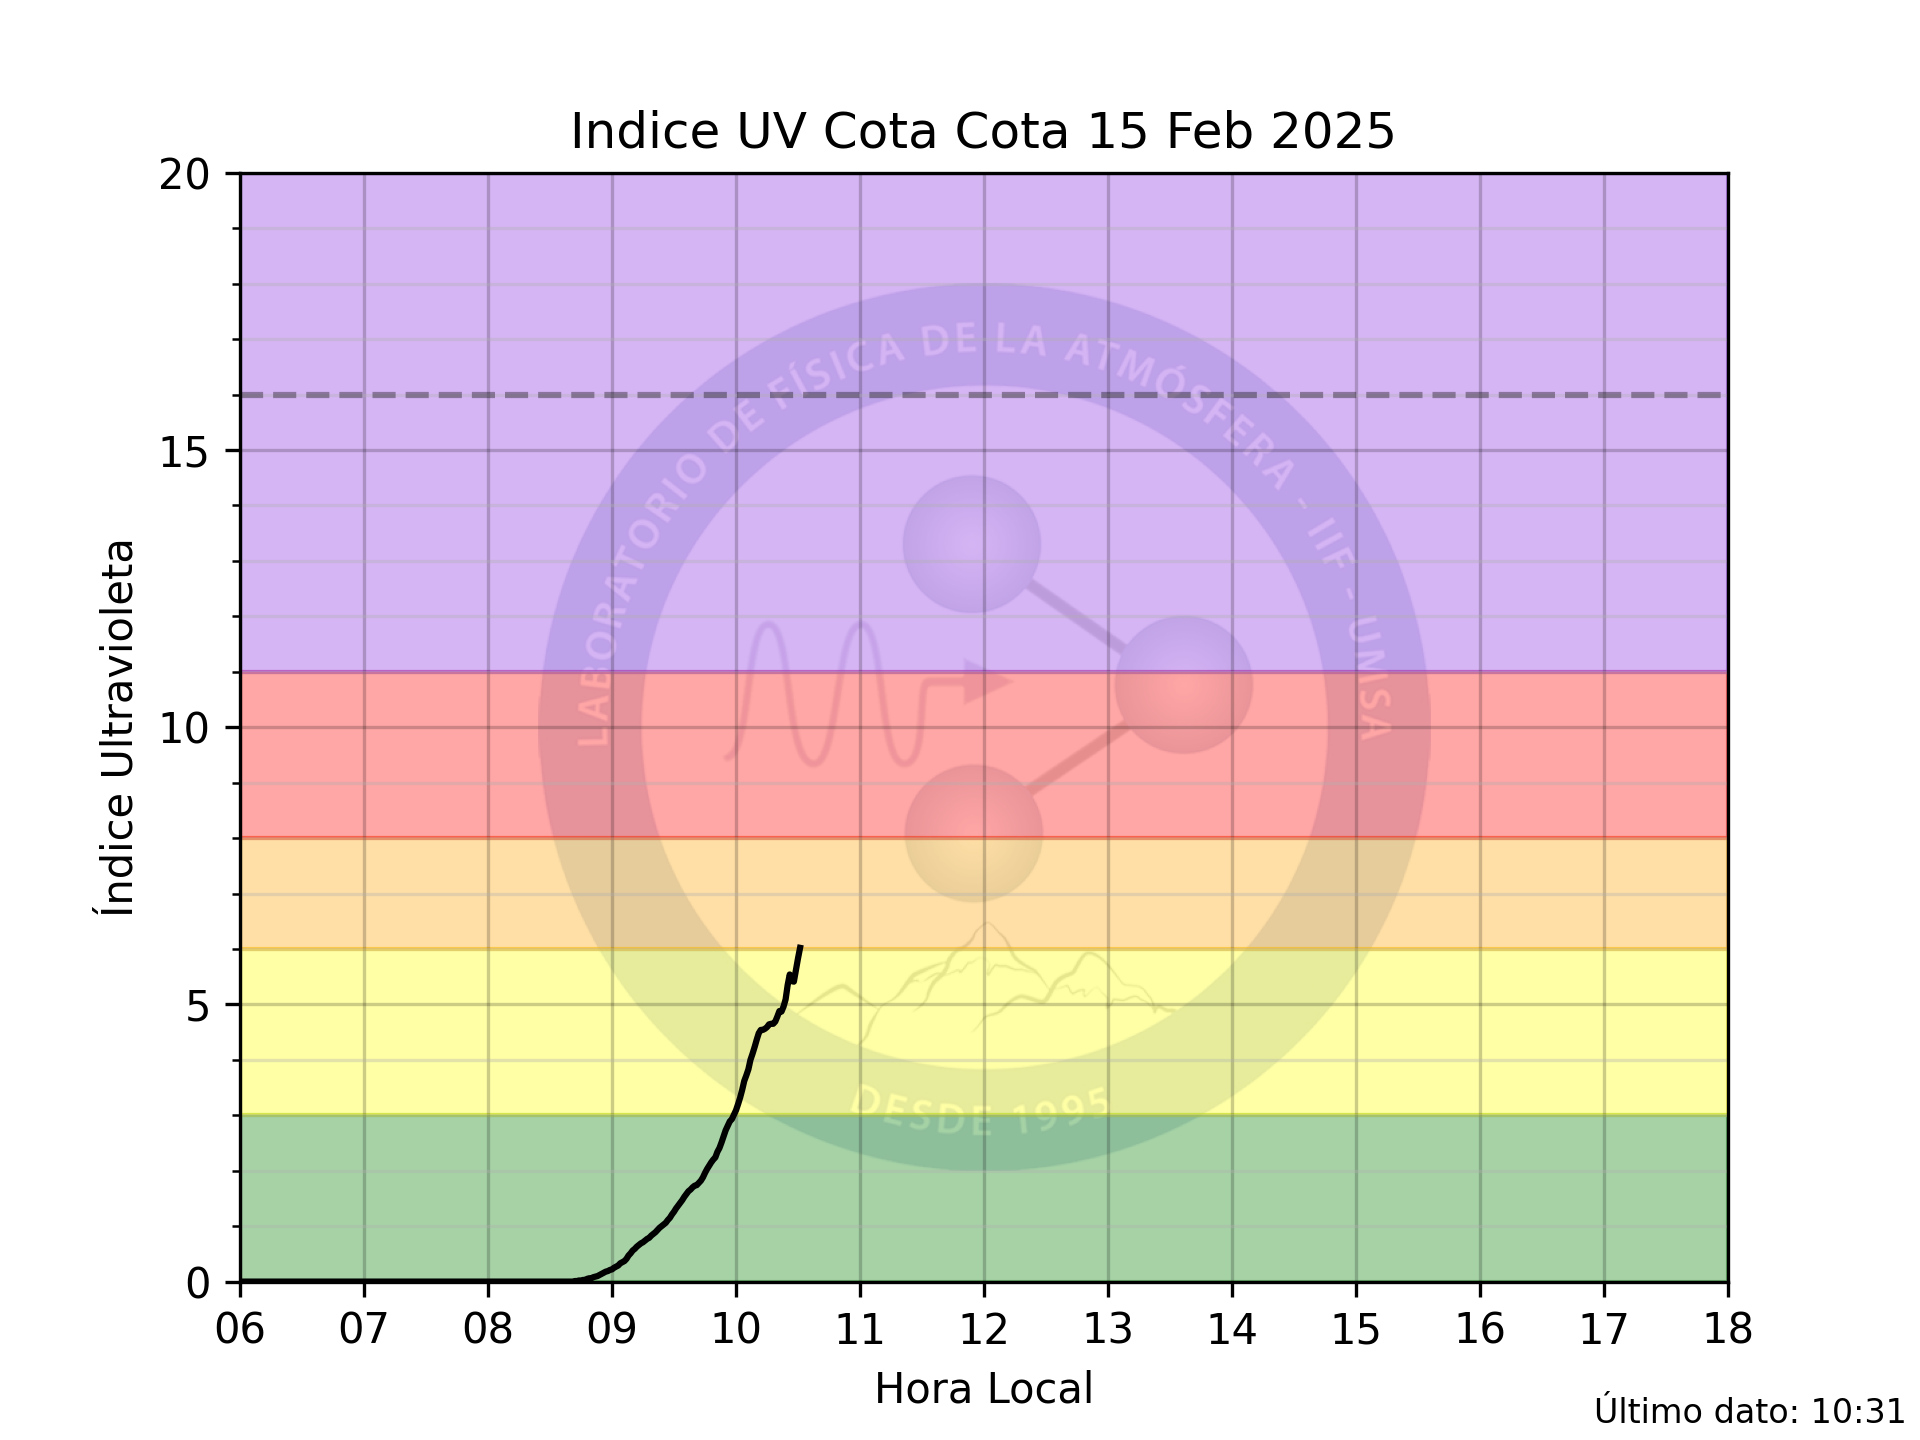 Indice UV Cota Cota 15 Feb 2025
20
15
10
5
0
Índice Ultravioleta
LABORATORIO DE FÍSICA DE LA ATMÓSFERA - IIF - UMSA
DESDE 1995
06 07 08 09 10 11 12 13 14 15 16 17 18
Hora Local
Último dato: 10:31